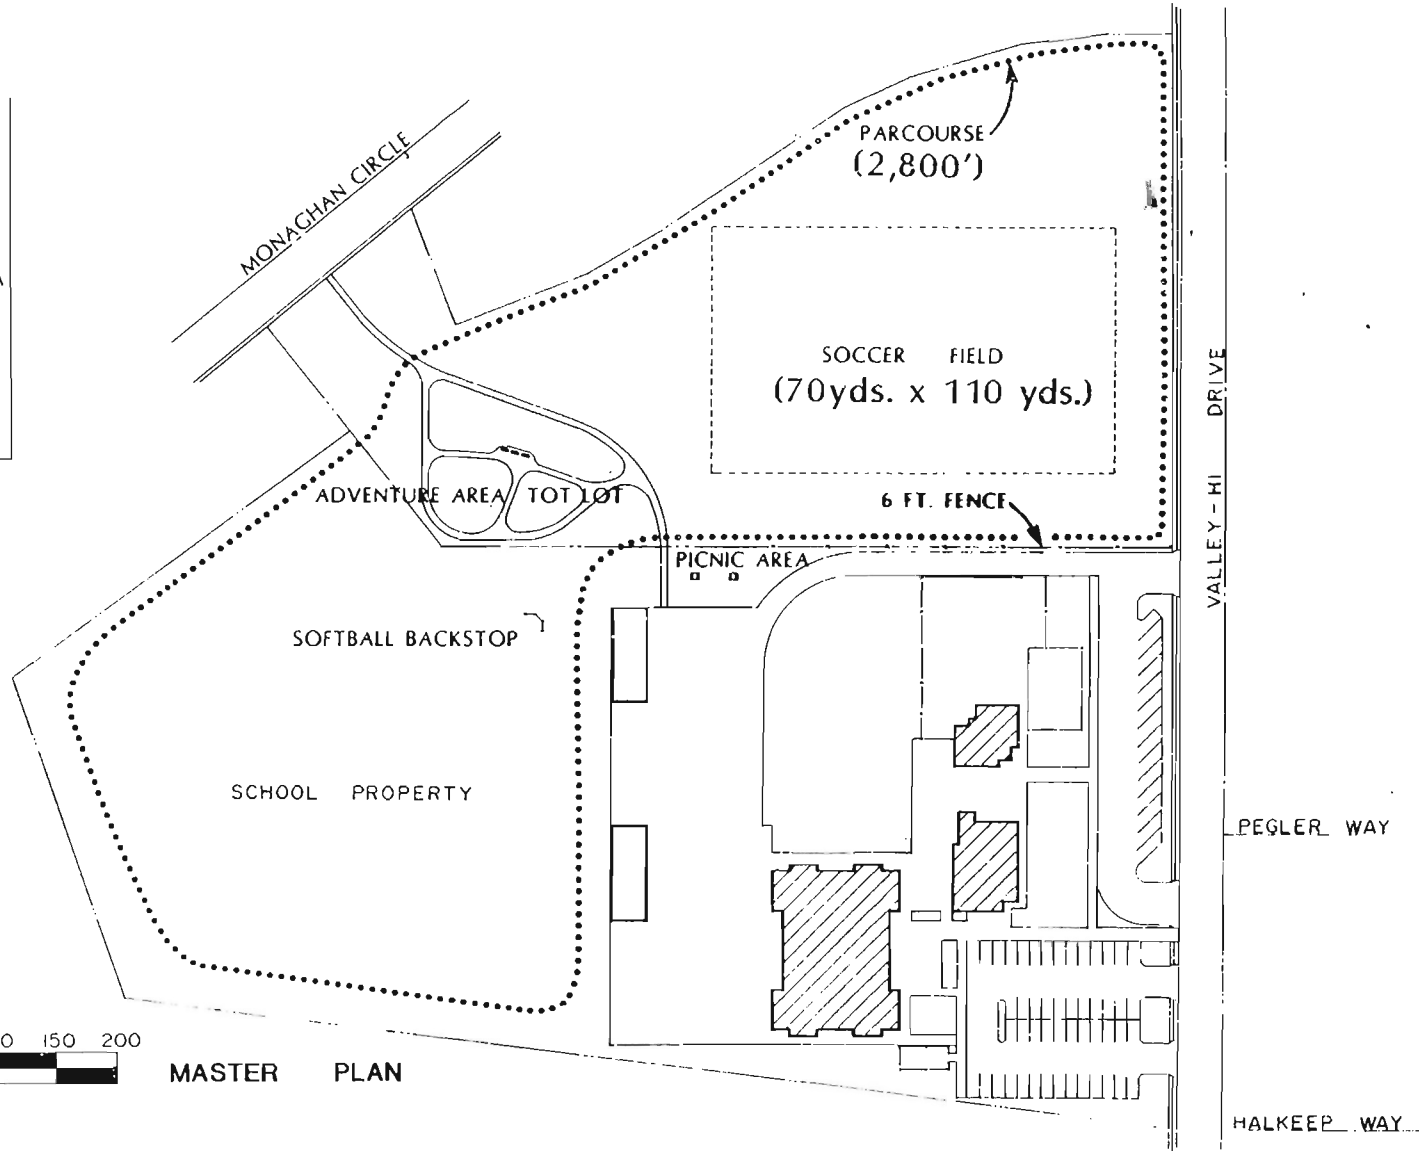 MONAGHAN CIRCLE
PARCOURSE
(2,800')
SOCCER FIELD
(70yds. x 110 yds.)
VALLEY-HI DRIVE
ADVENTURE AREA
TOT LOT
6 FT. FENCE
PICNIC AREA
SOFTBALL BACKSTOP
SCHOOL PROPERTY
PEGLER WAY
150 200
MASTER PLAN
HALKEEP WAY